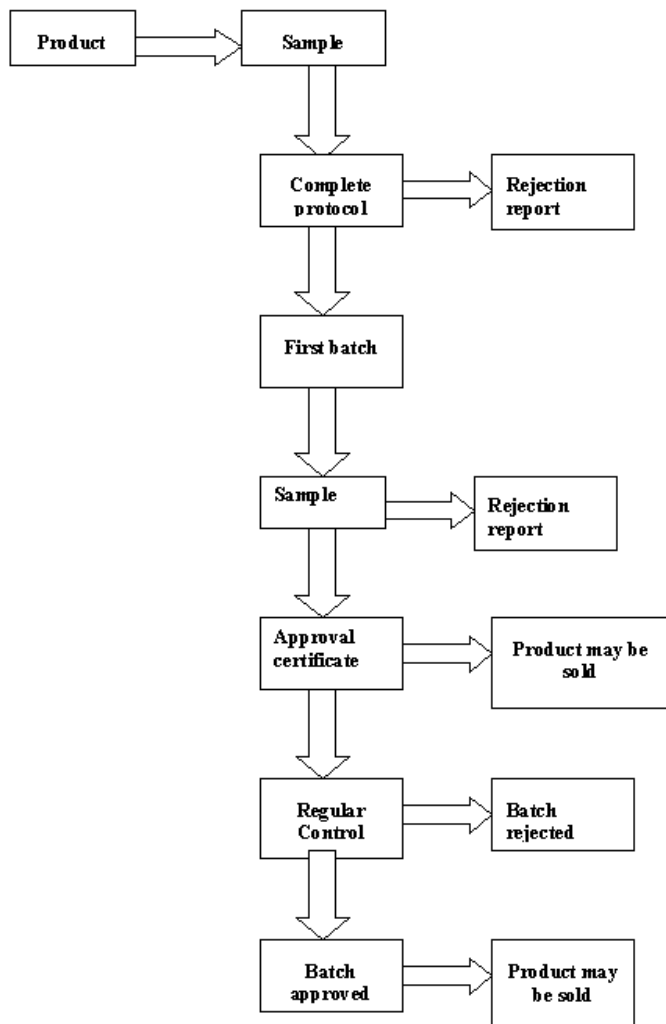 Product
Sample
Complete
protocol
Rejection
report
First batch
Sample
Rejection
report
Approval
certificate
Product may be
sold
Regular
Control
Batch
rejected
Batch
approved
Product may
be sold